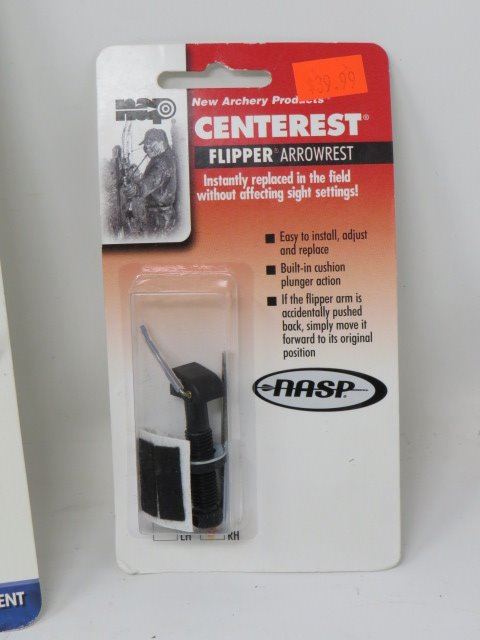 $39.99
nap
New Archery Products
CENTEREST®
FLIPPER® ARROWREST
Instantly replaced in the field
without affecting sight settings!
Easy to install, adjust
and replace
Built-in cushion
plunger action
If the flipper arm is
accidentally pushed
back, simply move it
forward to its original
position
NASP®
LH RH
ENT